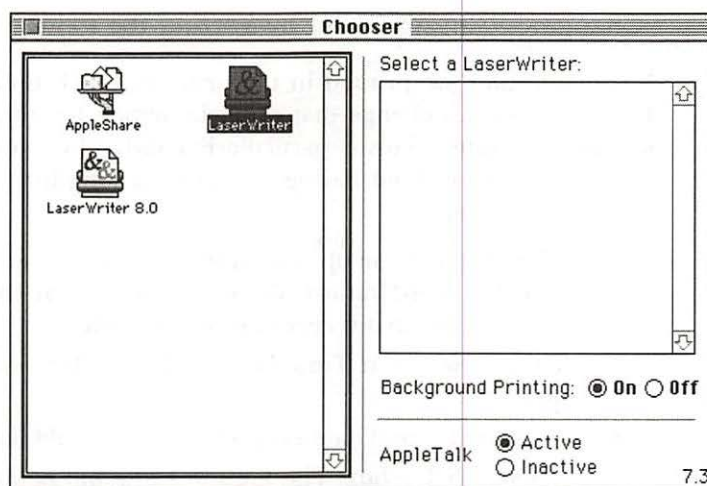 Chooser
AppleShare
LaserWriter
LaserWriter 8.0
Select a LaserWriter:
Background Printing: On Off
AppleTalk
Active
Inactive
7.3